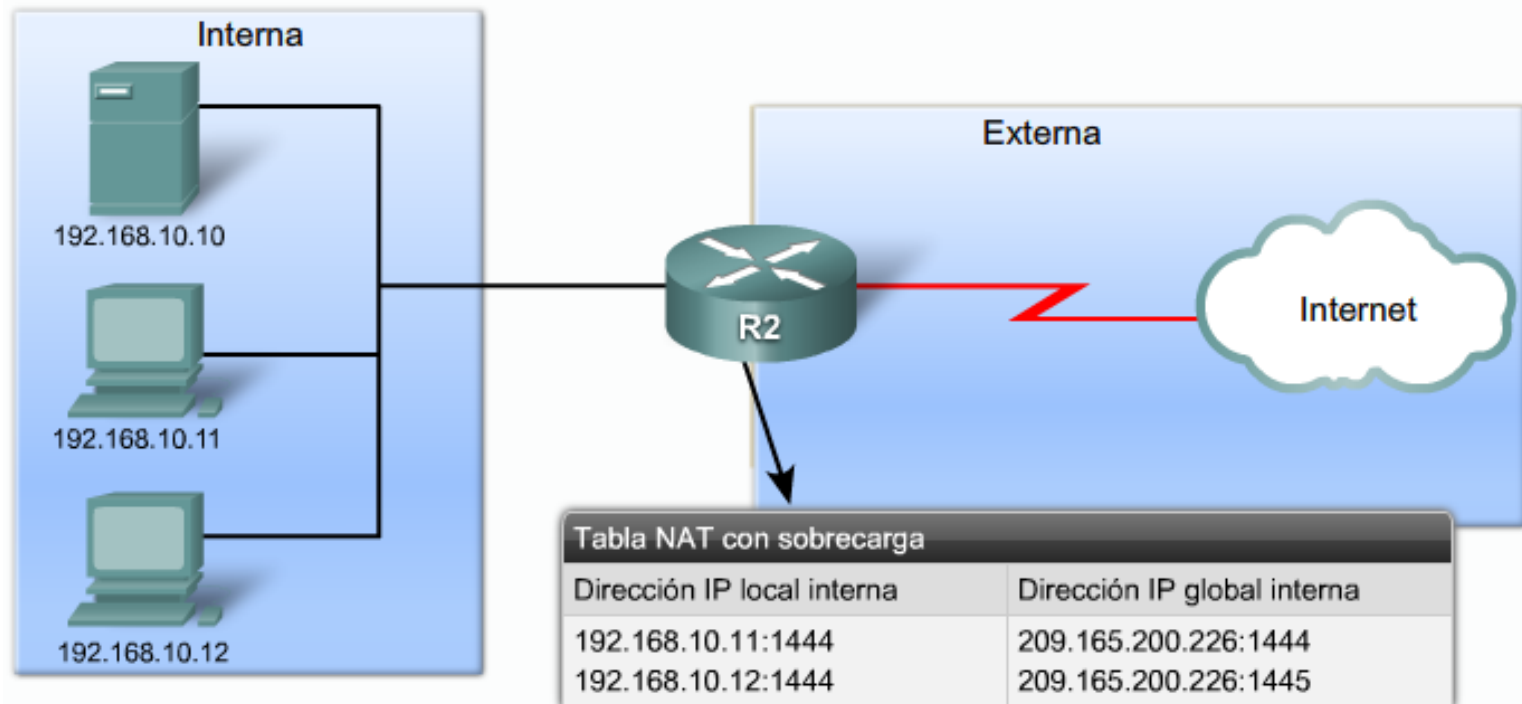 Interna
192.168.10.10
192.168.10.11
192.168.10.12
R2
Externa
Internet
Tabla NAT con sobrecarga
Dirección IP local interna Dirección IP global interna
192.168.10.11:1444 209.165.200.226:1444
192.168.10.12:1444 209.165.200.226:1445